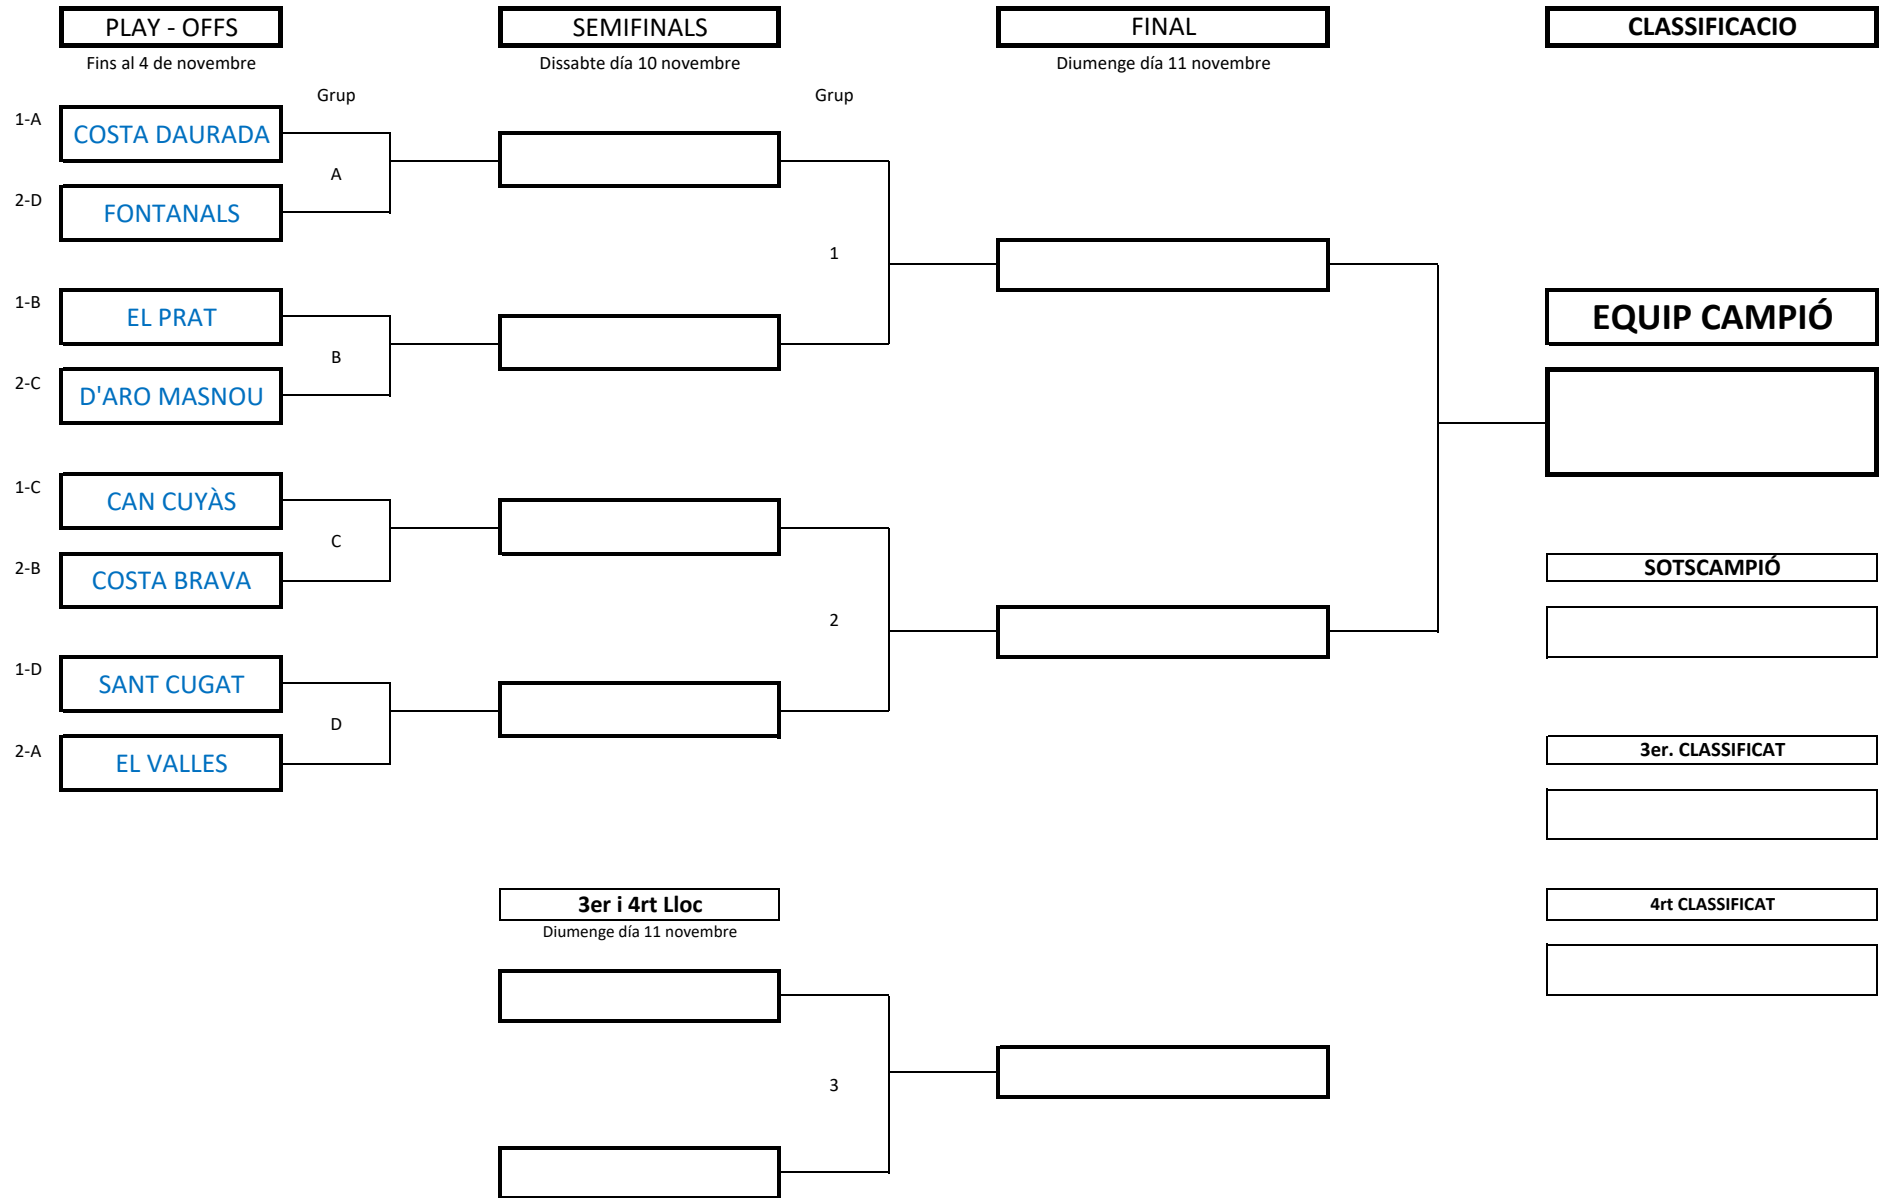 PLAY - OFFS
SEMIFINALS
FINAL
CLASSIFICACIO
Fins al 4 de novembre
Dissabte día 10 novembre
Diumenge día 11 novembre
Grup
Grup
1-A
COSTA DAURADA
A
2-D
FONTANALS
1
1-B
EL PRAT
EQUIP CAMPIÓ
B
2-C
D'ARO MASNOU
1-C
CAN CUYÀS
C
2-B
COSTA BRAVA
SOTSCAMPIÓ
2
1-D
SANT CUGAT
D
2-A
EL VALLES
3er. CLASSIFICAT
3er i 4rt Lloc
4rt CLASSIFICAT
Diumenge día 11 novembre
3